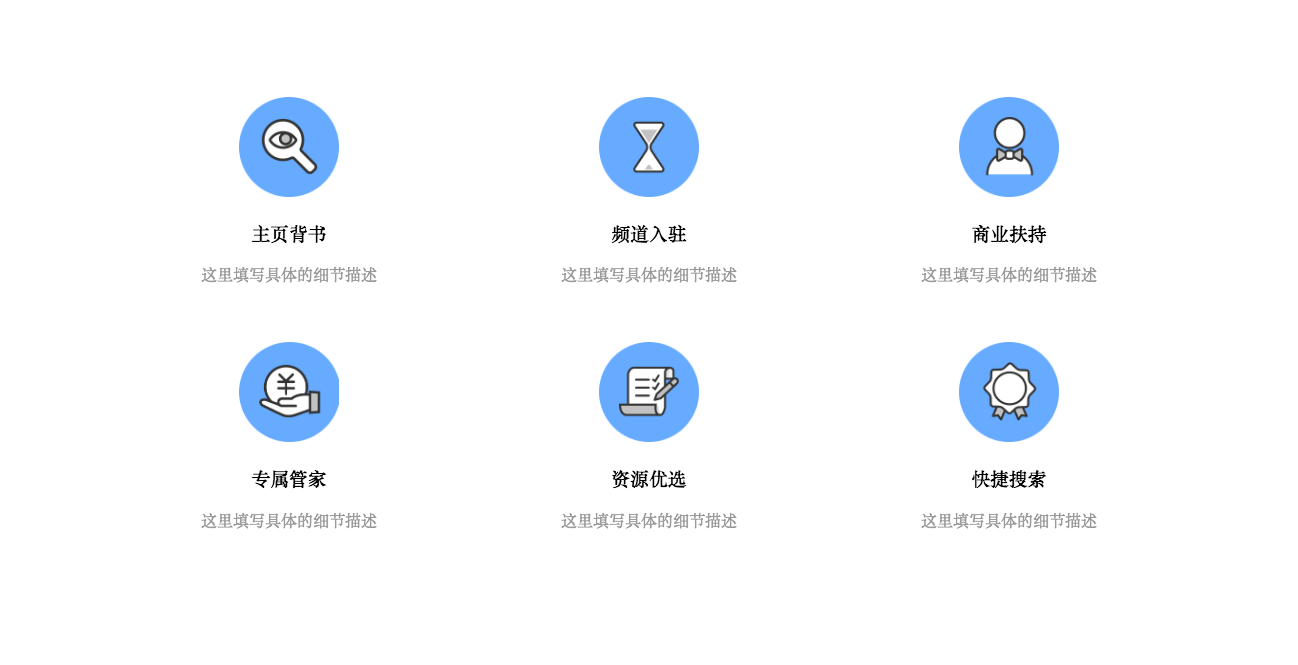 主页背书
频道入驻
商业扶持
这里填写具体的细节描述
这里填写具体的细节描述
这里填写具体的细节描述
¥
专属管家
资源优选
快捷搜索
这里填写具体的细节描述
这里填写具体的细节描述
这里填写具体的细节描述